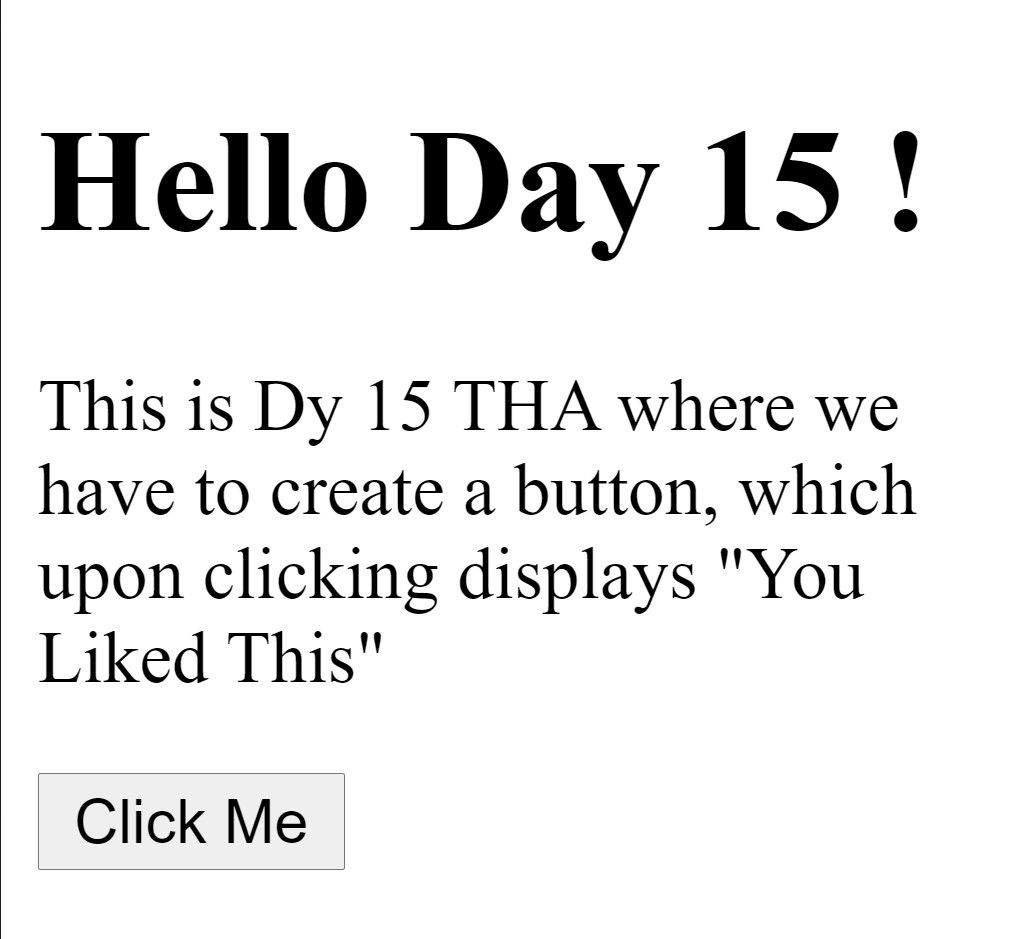 Hello Day 15 !
This is Dy 15 THA where we
have to create a button, which
upon clicking displays "You
Liked This"
Click Me